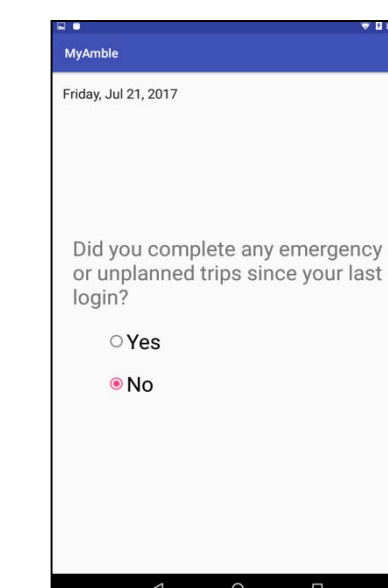 MyAmble
Friday, Jul 21, 2017
Did you complete any emergency
or unplanned trips since your last
login?
Yes
No